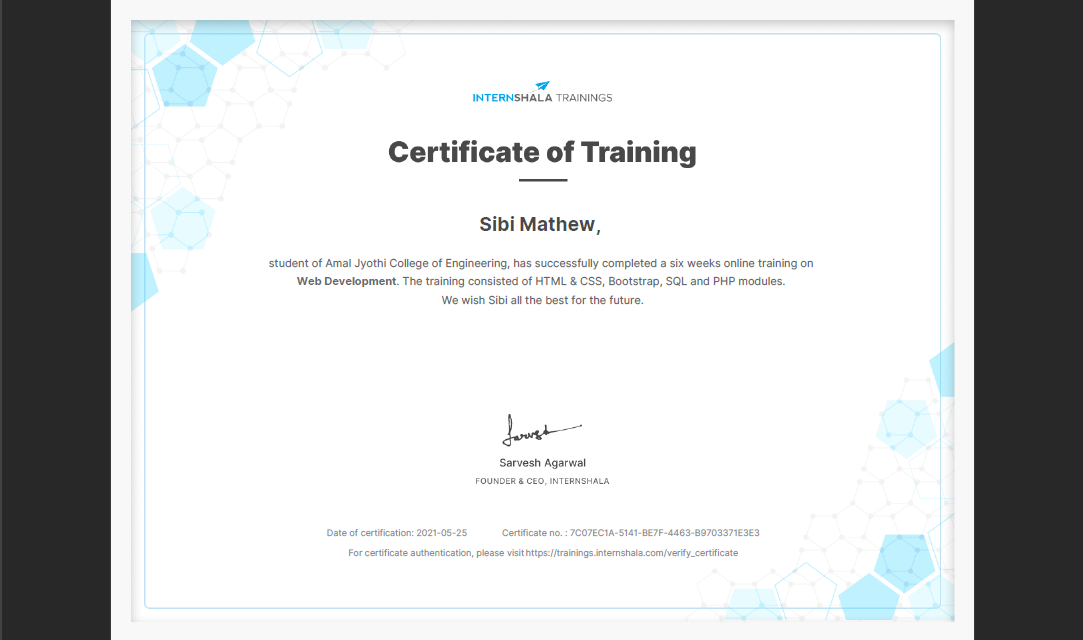 INTERNSHALA TRAININGS
Certificate of Training
Sibi Mathew,
student of Amal Jyothi College of Engineering, has successfully completed a six weeks online training on
Web Development. The training consisted of HTML & CSS, Bootstrap, SQL and PHP modules.
We wish Sibi all the best for the future.
Sarvesh
Sarvesh Agarwal
FOUNDER & CEO, INTERNSHALA
Date of certification: 2021-05-25 Certificate no. : 7C07EC1A-5141-BE7F-4463-B9703371E3E3
For certificate authentication, please visit https://trainings.internshala.com/verify_certificate